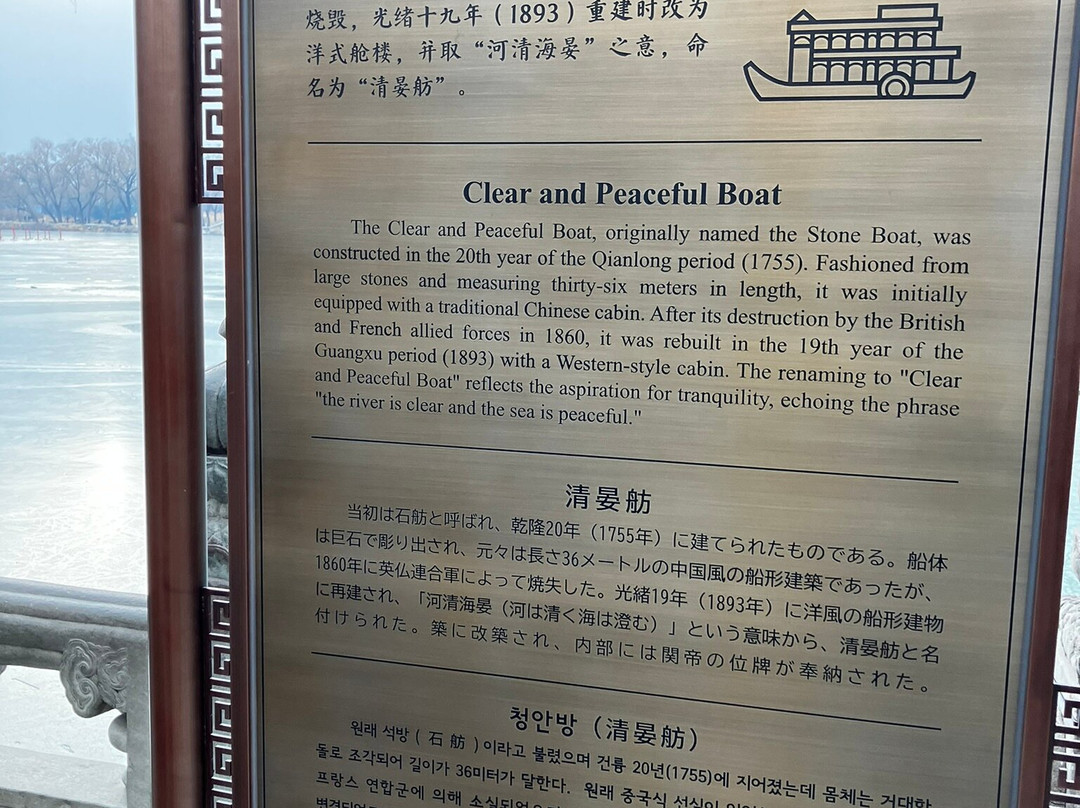 烧毁，光绪十九年（1893）重建时改为
洋式舱楼，并取“河清海晏”之意，命
名为“清晏舫”。
Clear and Peaceful Boat
The Clear and Peaceful Boat, originally named the Stone Boat, was
constructed in the 20th year of the Qianlong period (1755). Fashioned from
large stones and measuring thirty-six meters in length, it was initially
equipped with a traditional Chinese cabin. After its destruction by the British
and French allied forces in 1860, it was rebuilt in the 19th year of the
Guangxu period (1893) with a Western-style cabin. The renaming to "Clear
and Peaceful Boat" reflects the aspiration for tranquility, echoing the phrase
"the river is clear and the sea is peaceful."
清晏舫
当初は石舫と呼ばれ、乾隆20年（1755年）に建てられたものである。船体
は巨石で彫り出され、元々は長さ36メートルの中国風の船形建築であったが、
1860年に英仏連合軍によって焼失した。光緒19年（1893年）に洋風の船形建物
に再建され、「河清海晏（河は清く海は澄む）」という意味から、清晏舫と名
付けられた。築に改築され、内部には関帝の位牌が奉納された。
청안방（清晏舫）
원래 석방 ( 石 舫 ) 이라고 불렸으며 건륭 20년(1755)에 지어졌는데 몸체는 거대한
돌로 조각되어 길이가 36미터가 달한다. 원래 중국식 선실이
프랑스 연합군에 의해